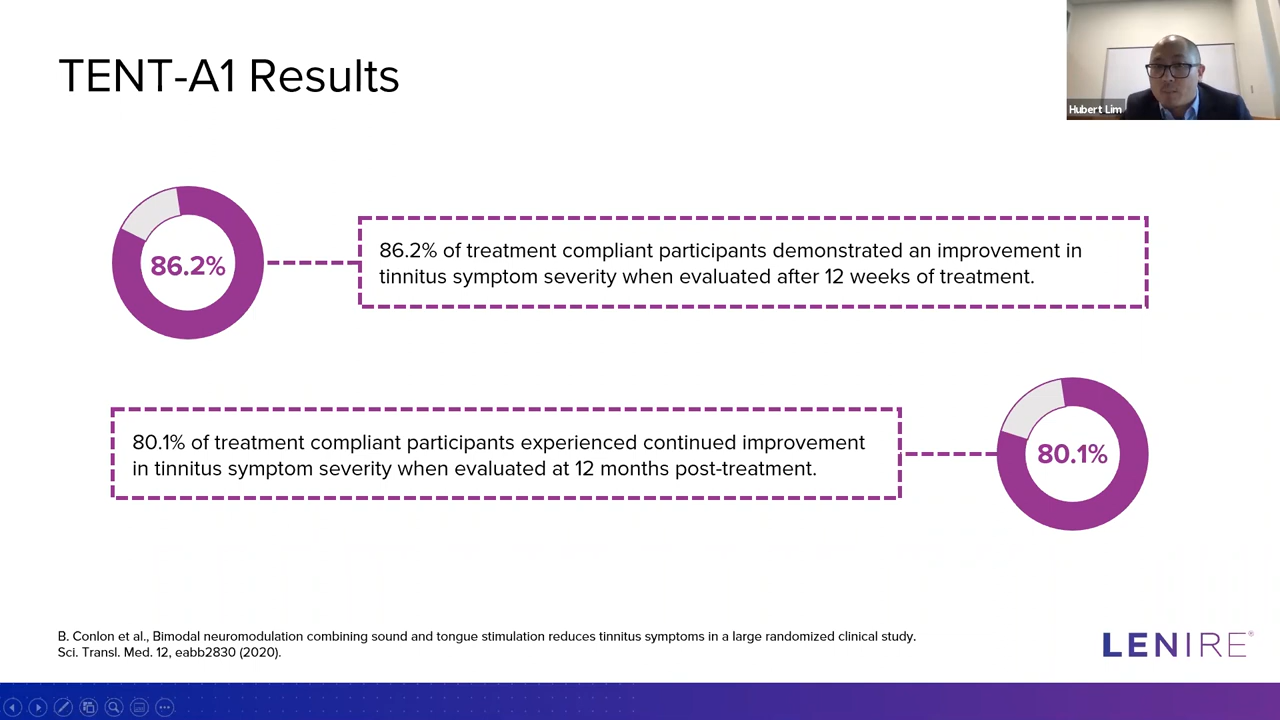 TENT-A1 Results
Hubert Lim
86.2%
86.2% of treatment compliant participants demonstrated an improvement in
tinnitus symptom severity when evaluated after 12 weeks of treatment.
80.1% of treatment compliant participants experienced continued improvement
in tinnitus symptom severity when evaluated at 12 months post-treatment.
80.1%
B. Conlon et al., Bimodal neuromodulation combining sound and tongue stimulation reduces tinnitus symptoms in a large randomized clinical study.
Sci. Transl. Med. 12, eabb2830 (2020).
LENIRE®